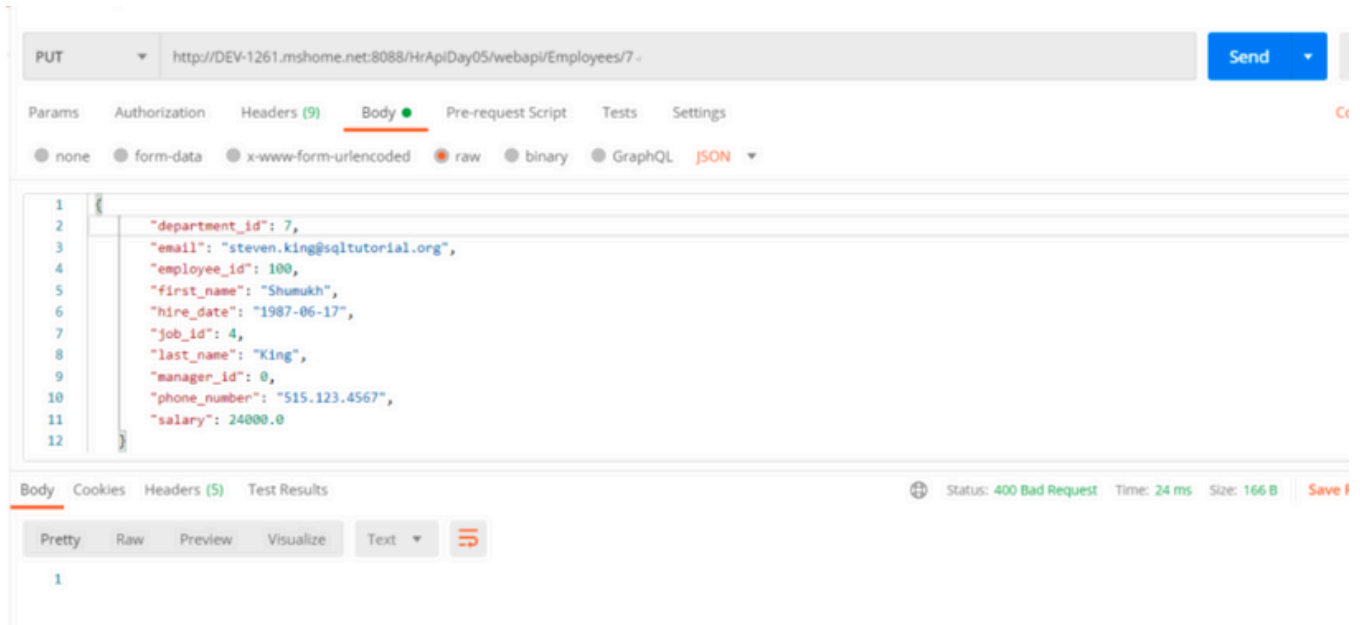 PUT http://DEV-1261.mshome.net:8088/HrApiDay05/webapi/Employees/7 Send
Params Authorization Headers (9) Body Pre-request Script Tests Settings
none form-data x-www-form-urlencoded raw binary GraphQL JSON
1 {
2 "department_id": 7,
3 "email": "steven.king@sqltutorial.org",
4 "employee_id": 100,
5 "first_name": "Shumukh",
6 "hire_date": "1987-06-17",
7 "job_id": 4,
8 "last_name": "King",
9 "manager_id": 0,
10 "phone_number": "515.123.4567",
11 "salary": 24000.0
12 }
Body Cookies Headers (5) Test Results Status: 400 Bad Request Time: 24 ms Size: 166 B Save
Pretty Raw Preview Visualize Text
1